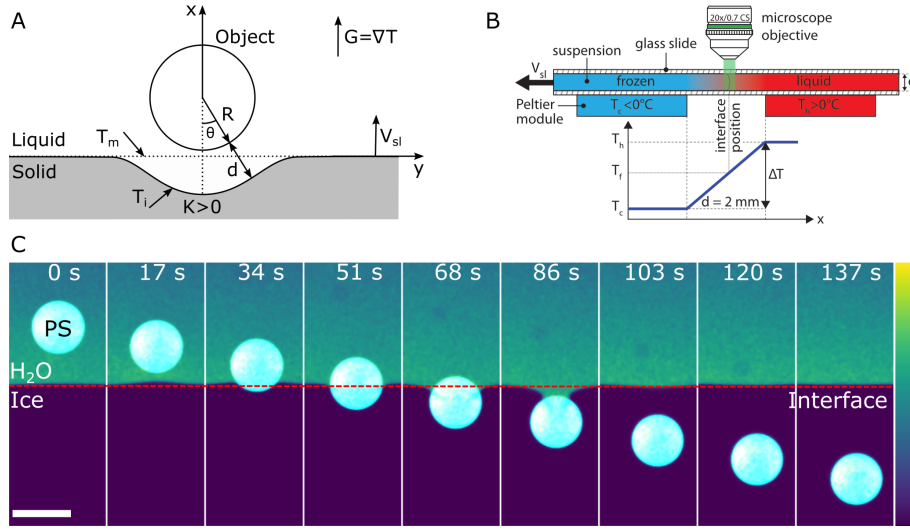 A
x
Object
G=∇T
R
θ
Liquid
T_m
V_sl
d
y
Solid
T_i
K>0
B
20x/0.7 CS
microscope
objective
suspension
glass slide
V_sl
frozen
liquid
Peltier
module
T_c<0°C
T_h>0°C
interface
position
T_h
T_f
ΔT
T_c
d = 2 mm
x
C
0 s
17 s
34 s
51 s
68 s
86 s
103 s
120 s
137 s
PS
H₂O
Ice
Interface